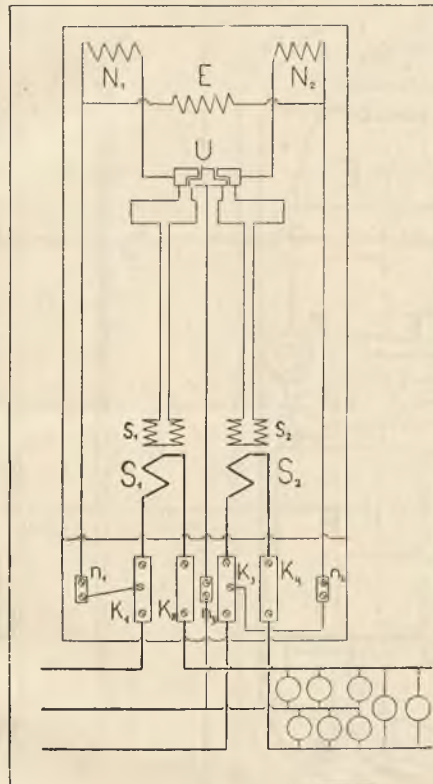 N₁ E N₂
U
S₁ S₂
S₁ S₂
n₁ K₁ K₂ n₃ K₃ K₄ n₂